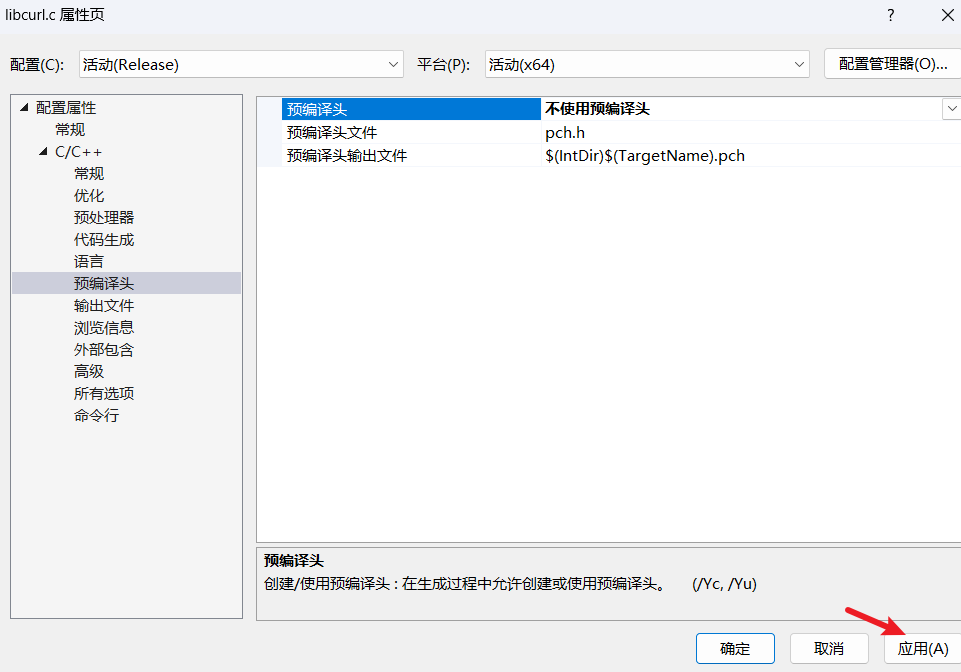 libcurl.c 属性页 ?
配置(C): 活动(Release) 平台(P): 活动(x64) 配置管理器(O)...
配置属性
常规
C/C++
常规
优化
预处理器
代码生成
语言
预编译头
输出文件
浏览信息
外部包含
高级
所有选项
命令行
预编译头 不使用预编译头
预编译头文件 pch.h
预编译头输出文件 $(IntDir)$(TargetName).pch
预编译头
创建/使用预编译头 : 在生成过程中允许创建或使用预编译头。 (/Yc, /Yu)
确定 取消 应用(A)